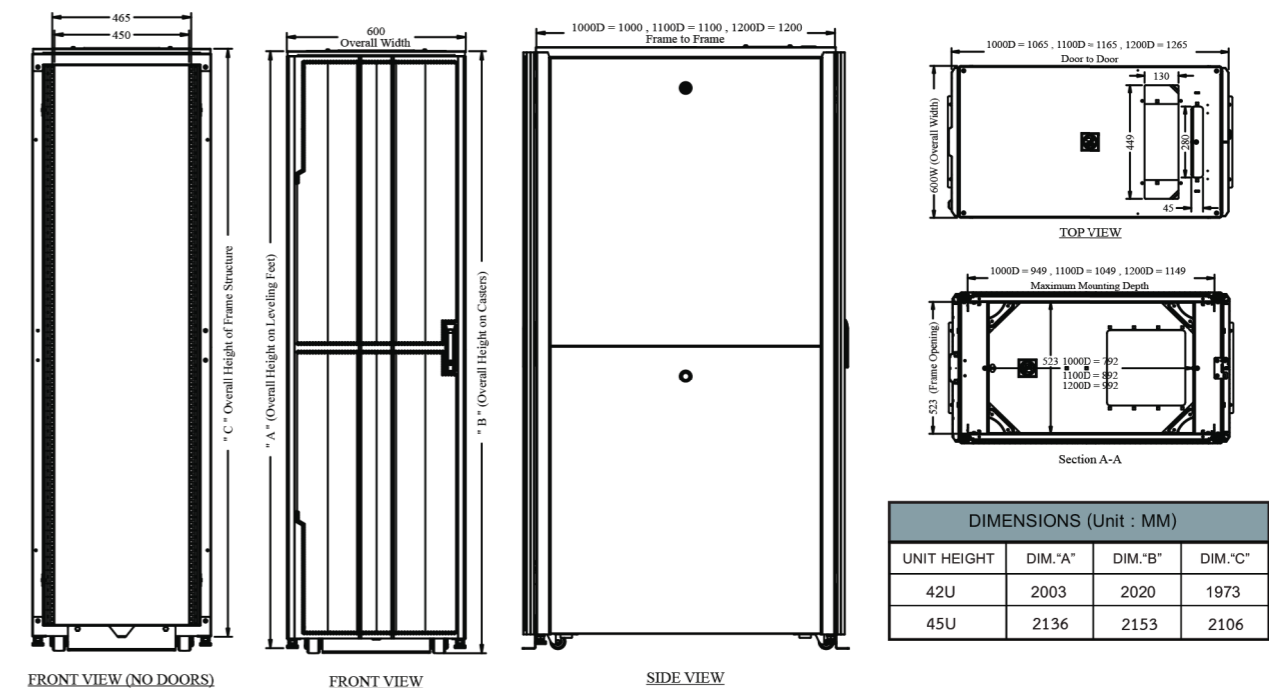 465
450
" C " Overall Height of Frame Structure
FRONT VIEW (NO DOORS)
600
Overall Width
" A " (Overall Height on Leveling Feet)
" B " (Overall Height on Casters)
FRONT VIEW
1000D = 1000 , 1100D = 1100 , 1200D = 1200
Frame to Frame
SIDE VIEW
1000D = 1065 , 1100D ≈ 1165 , 1200D = 1265
Door to Door
130
600W (Overall Width)
449
280
45
TOP VIEW
1000D = 949 , 1100D = 1049 , 1200D = 1149
Maximum Mounting Depth
523 (Frame Opening)
523 1000D = 792
1100D = 892
1200D = 992
Section A-A
DIMENSIONS (Unit : MM)
UNIT HEIGHT DIM."A" DIM."B" DIM."C"
42U 2003 2020 1973
45U 2136 2153 2106